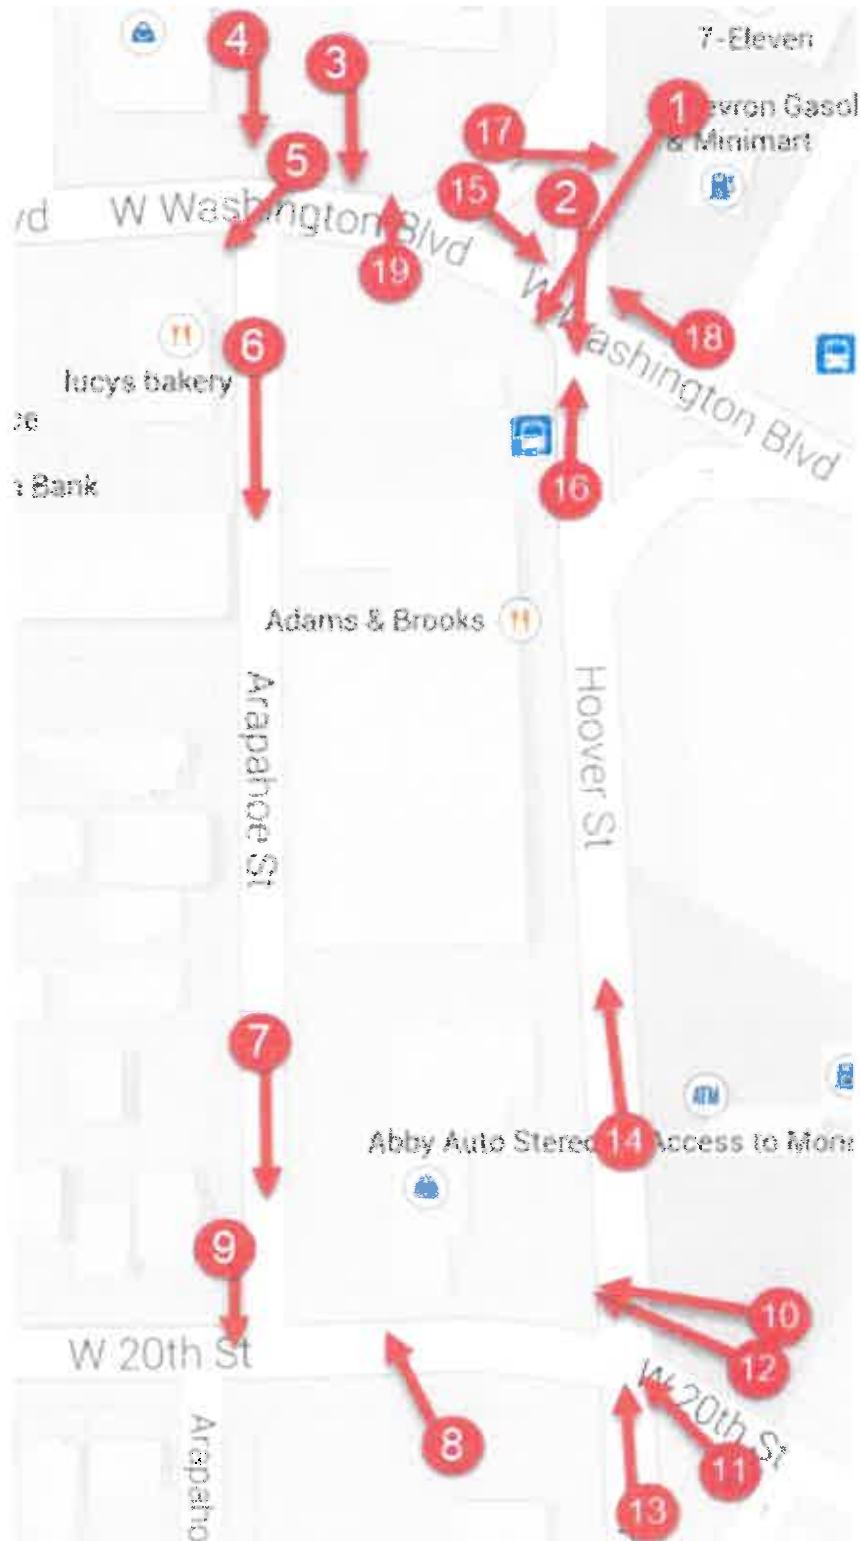 4
3
7-Eleven
1
evron Gasol
& Minimart
17
5
15
2
/d
W Washington Blvd
19
W Washington Blvd
18
6
lucys bakery
Bank
16
Adams & Brooks
Arapahoe St
Hoover St
7
ATM
Abby Auto Stereo
14
Access to Mon
9
10
W 20th St
12
W 20th St
8
11
Arapaho
13